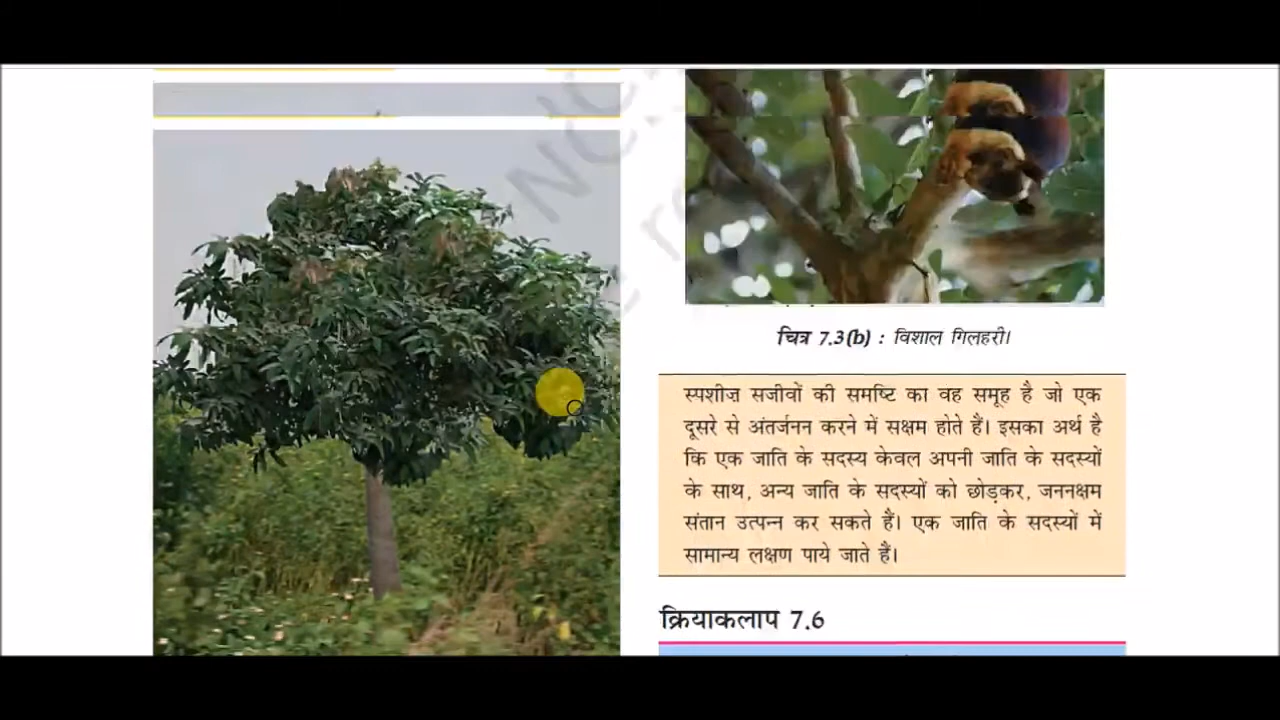 चित्र 7.3(b) : विशाल गिलहरी।
स्पशीज़ सजीवों की समष्टि का वह समूह है जो एक
दूसरे से अंतर्जनन करने में सक्षम होते हैं। इसका अर्थ है
कि एक जाति के सदस्य केवल अपनी जाति के सदस्यों
के साथ, अन्य जाति के सदस्यों को छोड़कर, जननक्षम
संतान उत्पन्न कर सकते हैं। एक जाति के सदस्यों में
सामान्य लक्षण पाये जाते हैं।
क्रियाकलाप 7.6